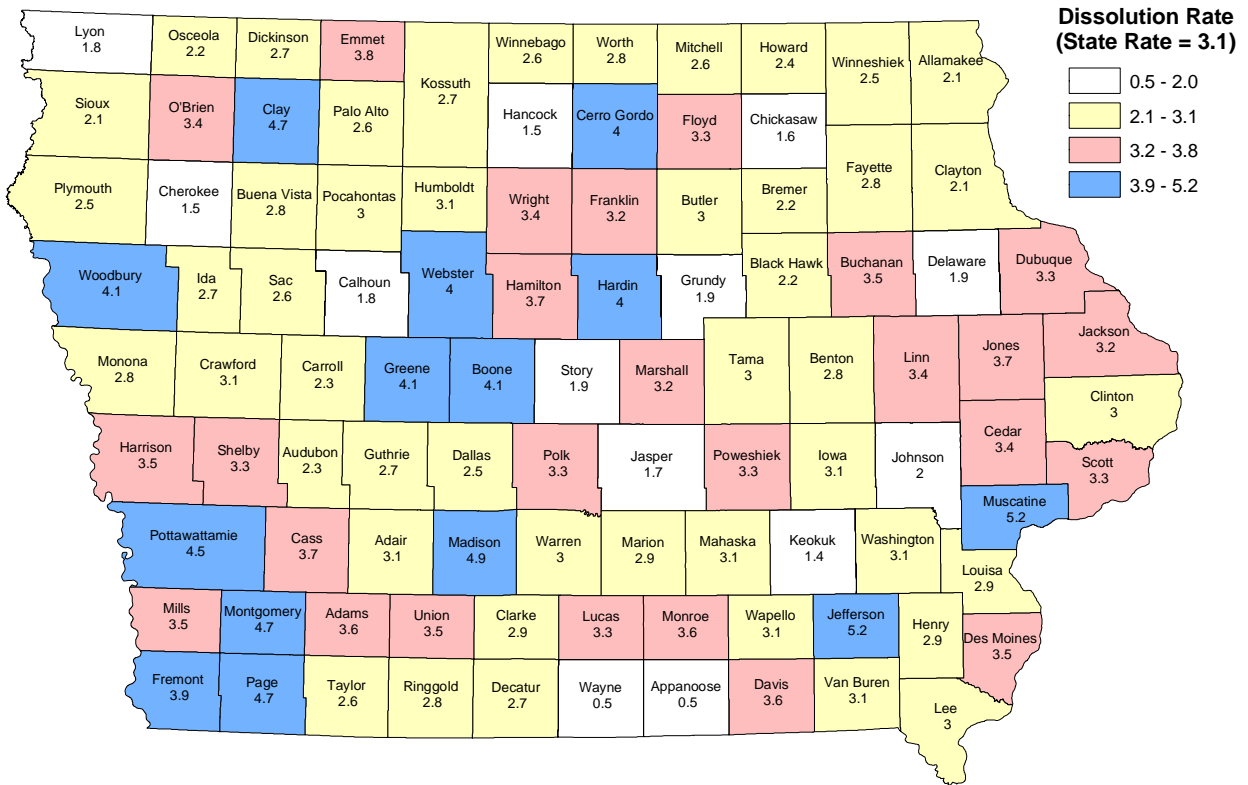 Dissolution Rate
(State Rate = 3.1)
0.5 - 2.0
2.1 - 3.1
3.2 - 3.8
3.9 - 5.2
Lyon
1.8
Osceola
2.2
Dickinson
2.7
Emmet
3.8
Kossuth
2.7
Winnebago
2.6
Worth
2.8
Mitchell
2.6
Howard
2.4
Winneshiek
2.5
Allamakee
2.1
Sioux
2.1
O'Brien
3.4
Clay
4.7
Palo Alto
2.6
Hancock
1.5
Cerro Gordo
4
Floyd
3.3
Chickasaw
1.6
Plymouth
2.5
Cherokee
1.5
Buena Vista
2.8
Pocahontas
3
Humboldt
3.1
Wright
3.4
Franklin
3.2
Butler
3
Bremer
2.2
Fayette
2.8
Clayton
2.1
Woodbury
4.1
Ida
2.7
Sac
2.6
Calhoun
1.8
Webster
4
Hamilton
3.7
Hardin
4
Grundy
1.9
Black Hawk
2.2
Buchanan
3.5
Delaware
1.9
Dubuque
3.3
Monona
2.8
Crawford
3.1
Carroll
2.3
Greene
4.1
Boone
4.1
Story
1.9
Marshall
3.2
Tama
3
Benton
2.8
Linn
3.4
Jones
3.7
Jackson
3.2
Clinton
3
Harrison
3.5
Shelby
3.3
Audubon
2.3
Guthrie
2.7
Dallas
2.5
Polk
3.3
Jasper
1.7
Poweshiek
3.3
Iowa
3.1
Johnson
2
Cedar
3.4
Scott
3.3
Muscatine
5.2
Pottawattamie
4.5
Cass
3.7
Adair
3.1
Madison
4.9
Warren
3
Marion
2.9
Mahaska
3.1
Keokuk
1.4
Washington
3.1
Louisa
2.9
Mills
3.5
Montgomery
4.7
Adams
3.6
Union
3.5
Clarke
2.9
Lucas
3.3
Monroe
3.6
Wapello
3.1
Jefferson
5.2
Henry
2.9
Des Moines
3.5
Fremont
3.9
Page
4.7
Taylor
2.6
Ringgold
2.8
Decatur
2.7
Wayne
0.5
Appanoose
0.5
Davis
3.6
Van Buren
3.1
Lee
3